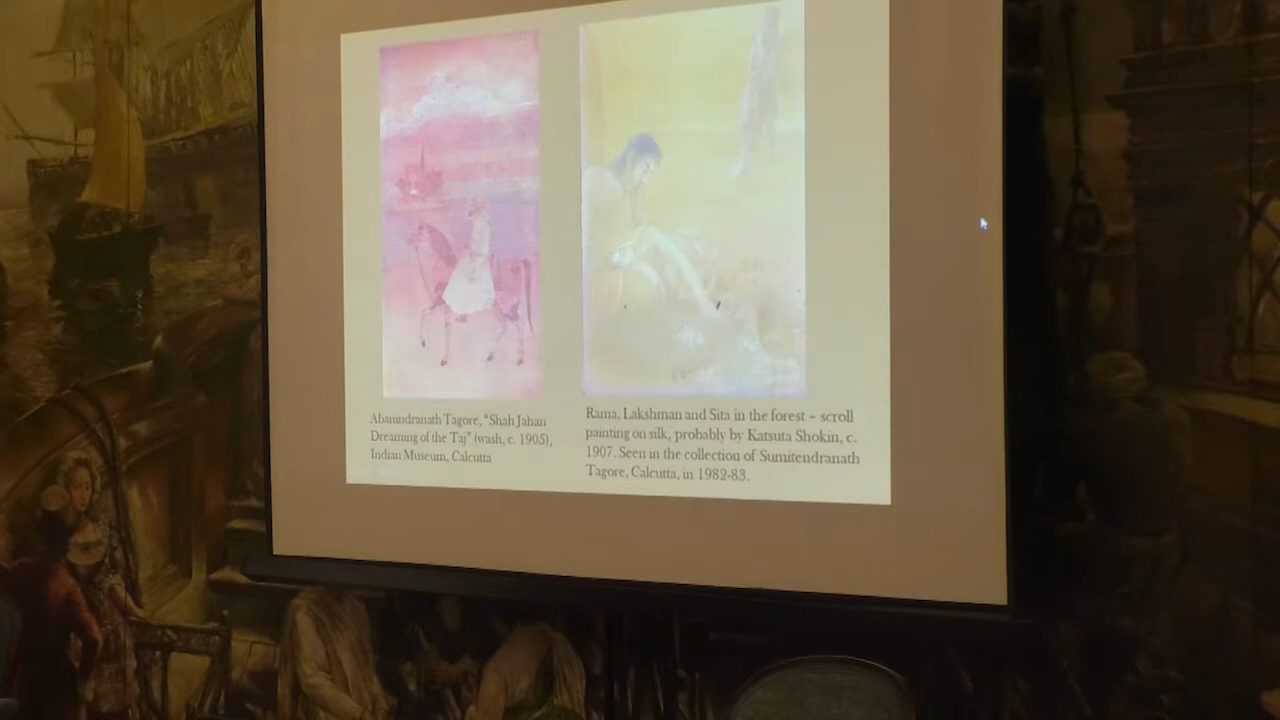 Abanindranath Tagore, "Shah Jahan
Dreaming of the Taj" (wash, c. 1905),
Indian Museum, Calcutta
Rama, Lakshman and Sita in the forest – scroll
painting on silk, probably by Katsuta Shokin, c.
1907. Seen in the collection of Sumitendranath
Tagore, Calcutta, in 1982-83.